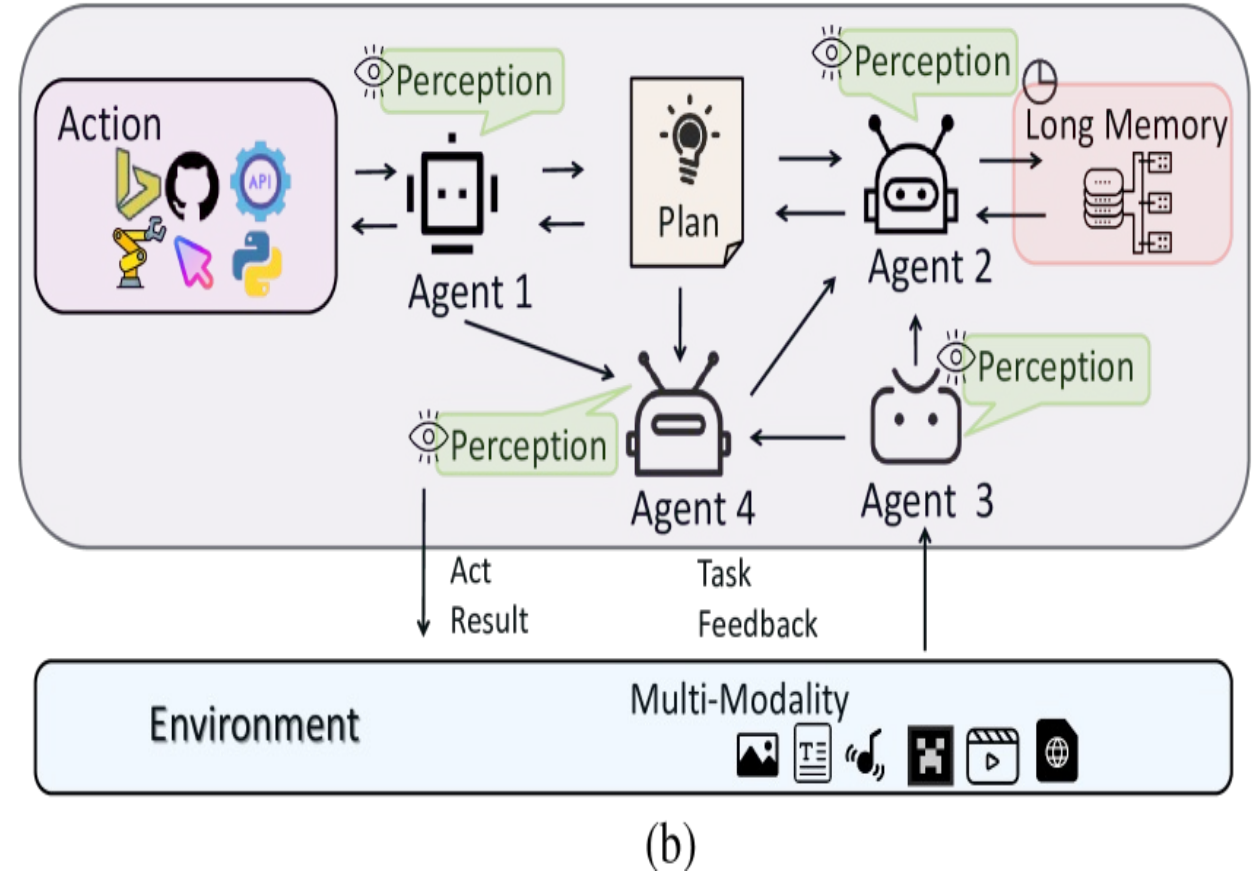 Perception
Perception
Action
API
Plan
Long Memory
Agent 1
Agent 2
Perception
Perception
Agent 4
Agent 3
Act
Result
Task
Feedback
Environment
Multi-Modality
T
(b)